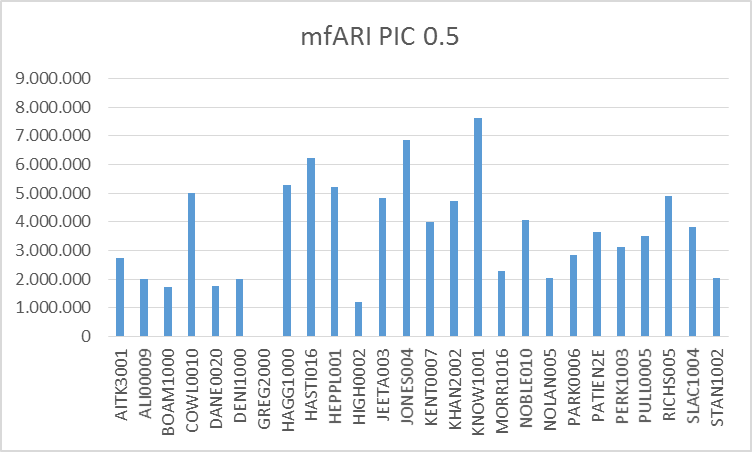 mfARI PIC 0.5
9.000.000
8.000.000
7.000.000
6.000.000
5.000.000
4.000.000
3.000.000
2.000.000
1.000.000
0
AITK3001
ALI00009
BOAM1000
COWL0010
DANE0020
DENI1000
GREG2000
HAGG1000
HASTI016
HEPPL001
HIGH0002
JEETA003
JONES004
KENT0007
KHAN2002
KNOW1001
MORR1016
NOBLE010
NOLAN005
PARK0006
PATIEN2E
PERK1003
PULL0005
RICHS005
SLAC1004
STAN1002